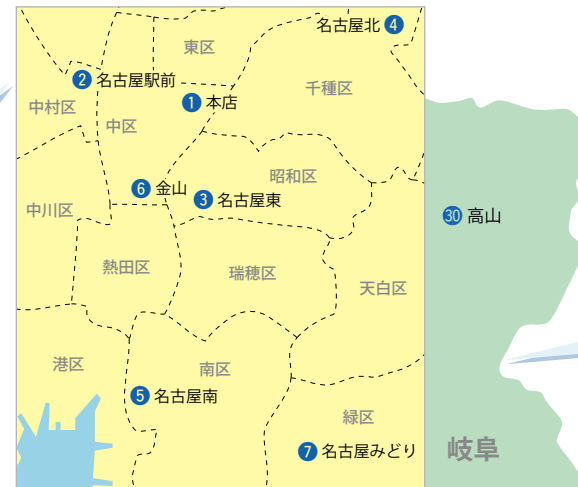 名古屋北 4
東区
2 名古屋駅前
千種区
1 本店
中村区
中区
昭和区
6 金山
3 名古屋東
中川区
30 高山
熱田区
瑞穂区
天白区
港区
南区
5 名古屋南
緑区
7 名古屋みどり
岐阜